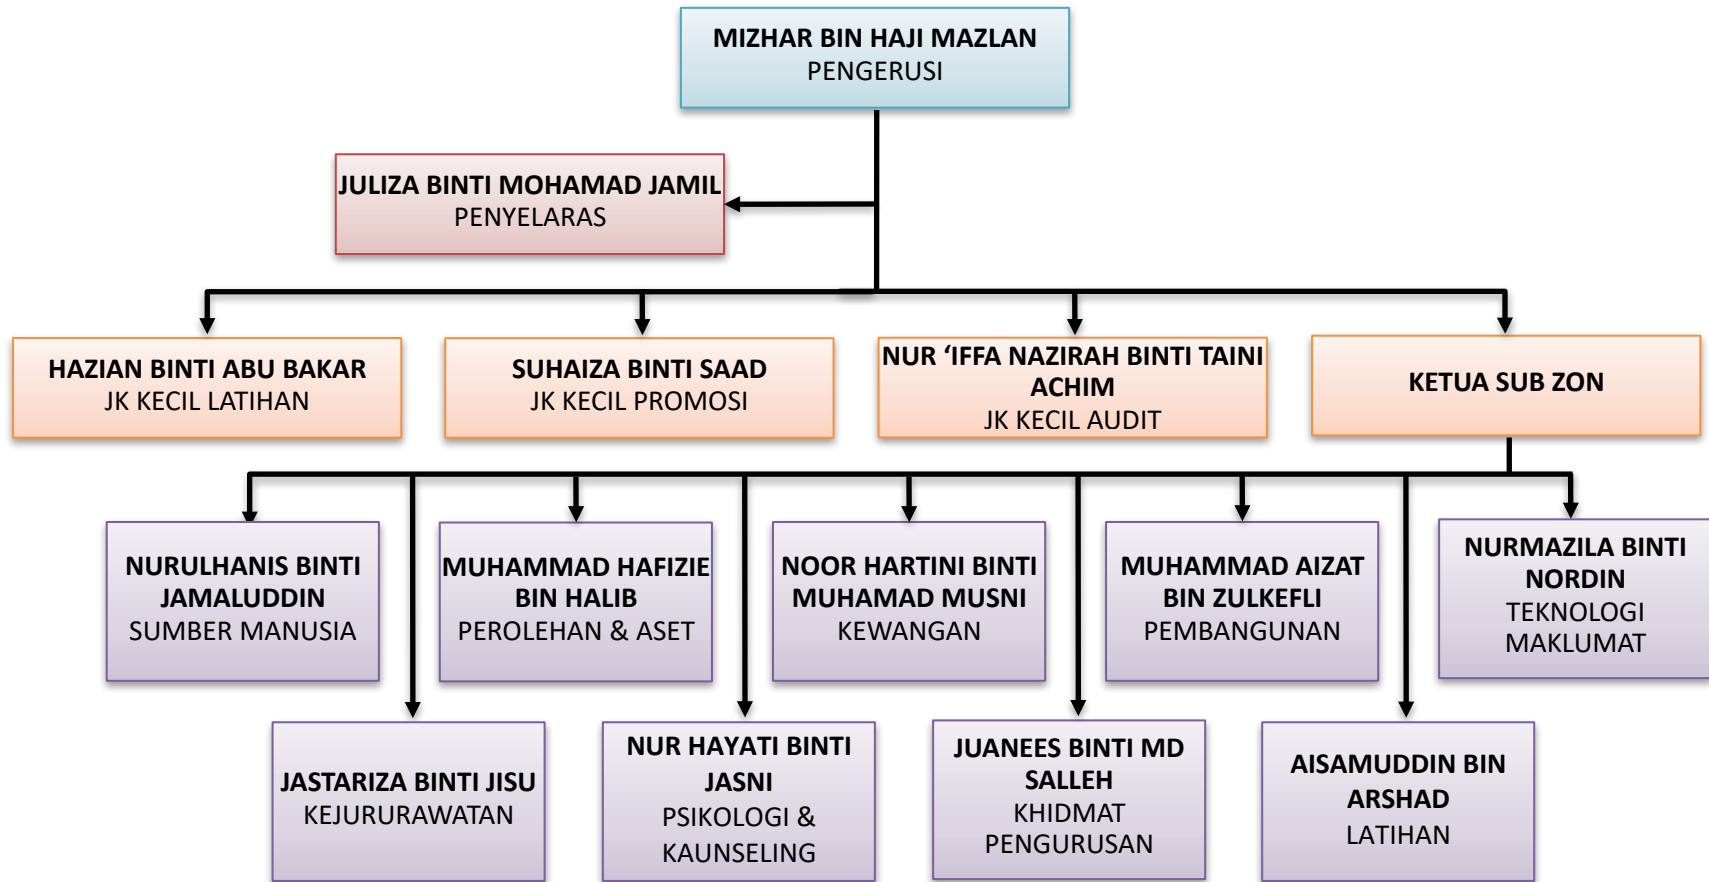 MIZHAR BIN HAJI MAZLAN
PENGERUSI
JULIZA BINTI MOHAMAD JAMIL
PENYELARAS
HAZIAN BINTI ABU BAKAR
JK KECIL LATIHAN
SUHAIZA BINTI SAAD
JK KECIL PROMOSI
NUR ‘IFFA NAZIRAH BINTI TAINI
ACHIM
JK KECIL AUDIT
KETUA SUB ZON
NURULHANIS BINTI
JAMALUDDIN
SUMBER MANUSIA
MUHAMMAD HAFIZIE
BIN HALIB
PEROLEHAN & ASET
NOOR HARTINI BINTI
MUHAMAD MUSNI
KEWANGAN
MUHAMMAD AIZAT
BIN ZULKEFLI
PEMBANGUNAN
NURMAZILA BINTI
NORDIN
TEKNOLOGI
MAKLUMAT
JASTARIZA BINTI JISU
KEJURURAWATAN
NUR HAYATI BINTI
JASNI
PSIKOLOGI &
KAUNSELING
JUANEES BINTI MD
SALLEH
KHIDMAT
PENGURUSAN
AISAMUDDIN BIN
ARSHAD
LATIHAN